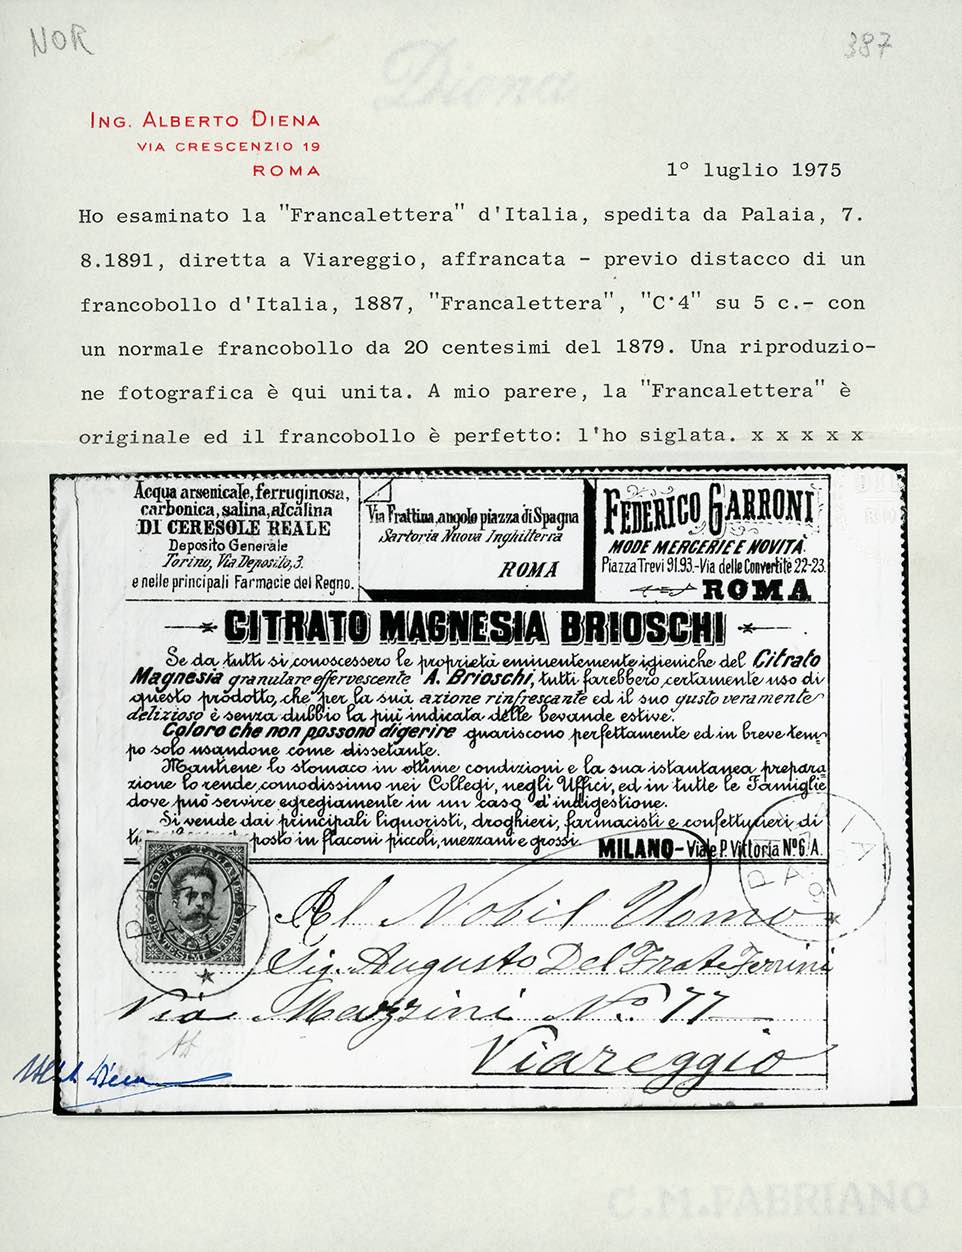 NOR
387
Diena
ING. ALBERTO DIENA
VIA CRESCENZIO 19
ROMA
1° luglio 1975
Ho esaminato la "Francalettera" d'Italia, spedita da Palaia, 7.
8.1891, diretta a Viareggio, affrancata - previo distacco di un
francobollo d'Italia, 1887, "Francalettera", "C·4" su 5 c.- con
un normale francobollo da 20 centesimi del 1879. Una riproduzio-
ne fotografica è qui unita. A mio parere, la "Francalettera" è
originale ed il francobollo è perfetto: l'ho siglata. x x x x x
Acqua arsenicale, ferruginosa,
carbonica, salina, alcalina
DI CERESOLE REALE
Deposito Generale
Torino, Via Deposito, 3.
e nelle principali Farmacie del Regno.
Via Frattina, angolo piazza di Spagna
Sartoria Nuova Inghilterra
ROMA
FEDERICO GARRONI
MODE MERCERIE E NOVITÀ
Piazza Trevi 91.93.-Via delle Convertite 22-23.
ROMA
CITRATO MAGNESIA BRIOSCHI
Se da tutti si conoscessero le proprietà eminentemente igieniche del Citrato
Magnesia granulare effervescente A. Brioschi, tutti farebbero certamente uso di
questo prodotto, che per la sua azione rinfrescante ed il suo gusto veramente
delizioso è senza dubbio la più indicata delle bevande estive.
Coloro che non possono digerire guariscono perfettamente ed in breve tem-
po solo usandone come dissetante.
Mantiene lo stomaco in ottime condizioni e la sua istantanea prepara-
zione lo rende comodissimo nei Collegi, negli Uffici, ed in tutte le Famiglie
dove può servire egregiamente in un caso d'indigestione.
Si vende dai principali liquoristi, droghieri, farmacisti e confetturieri di
posto in flaconi piccoli, mezzani e grossi.
MILANO-Viale P. Vittoria Nº 6 A.
POSTE ITALIANE
CENTESIMI VENTI
Al Nobil Uomo
Sig. Augusto Del Frate Ferrini
Via Mazzini Nº 77
Viareggio
C.M.FABRIANO